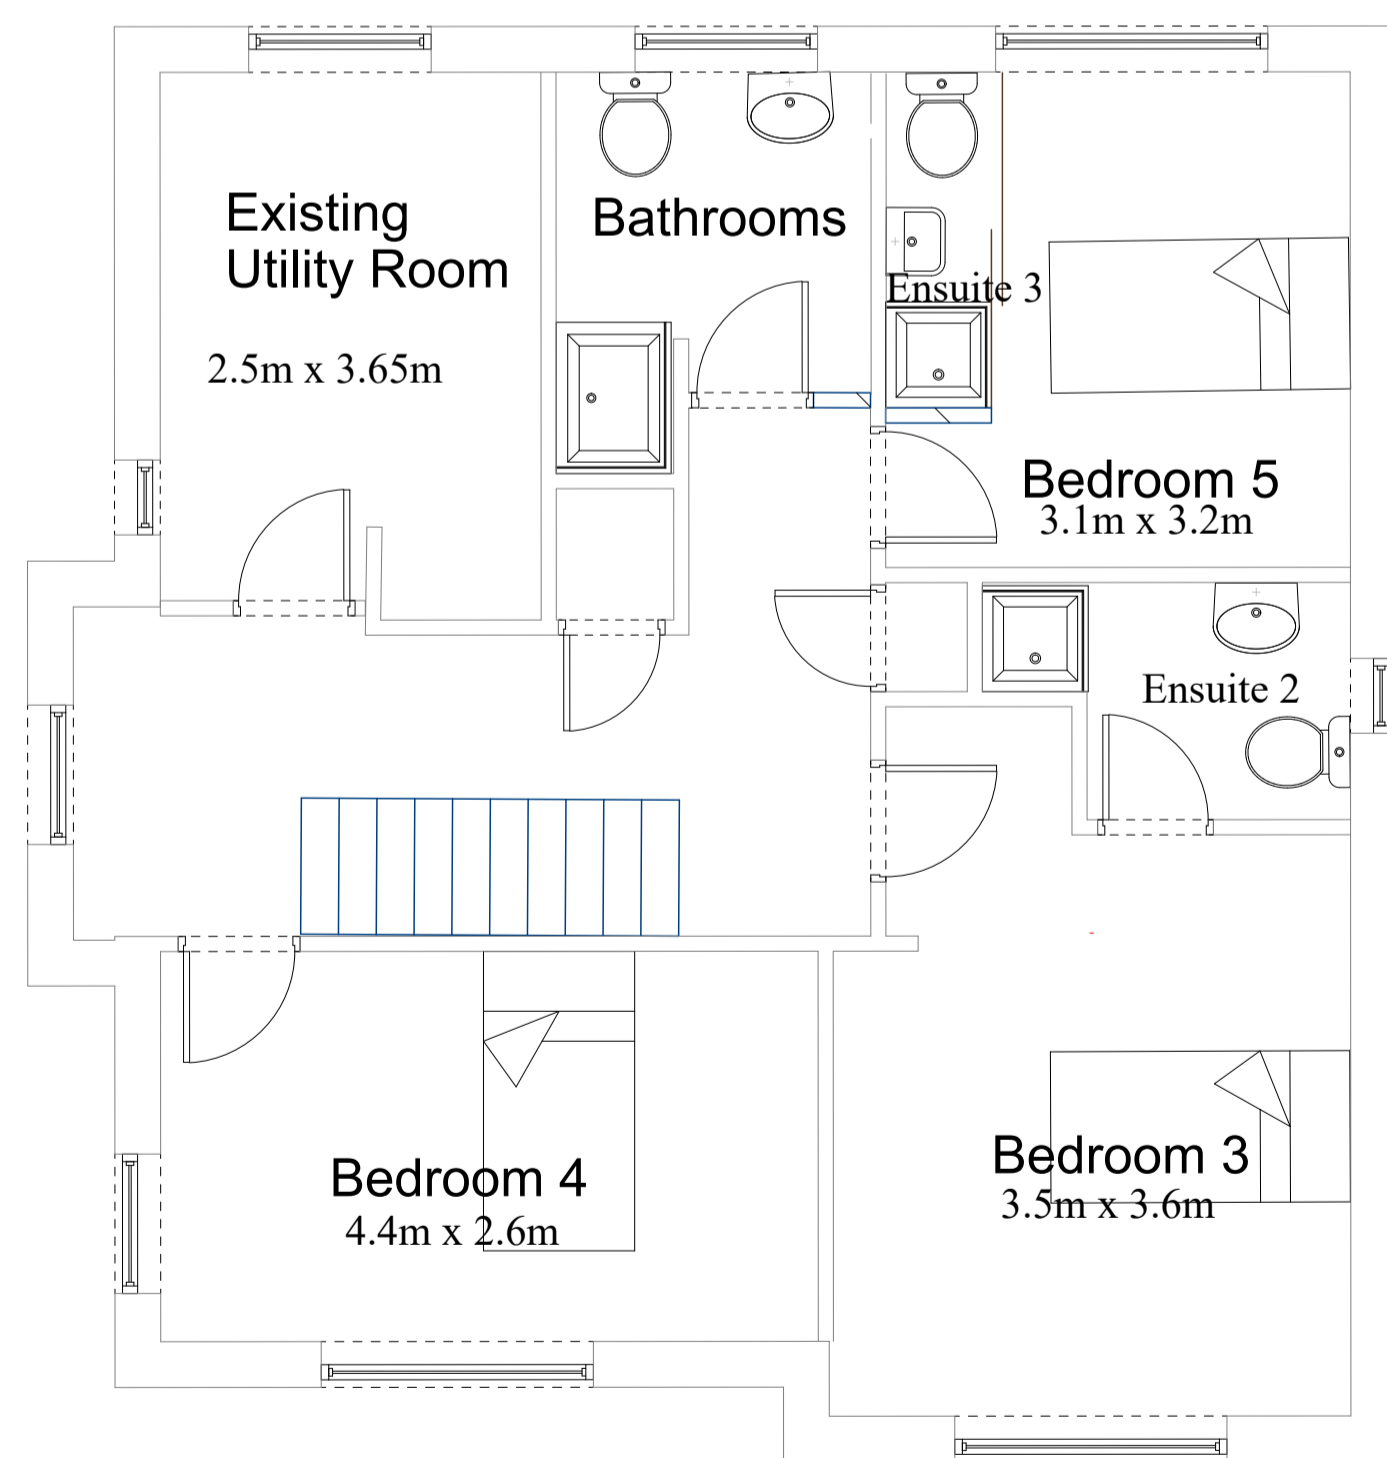 Existing
Utility Room
2.5m x 3.65m
Bathrooms
Ensuite 3
Bedroom 5
3.1m x 3.2m
Ensuite 2
Bedroom 4
4.4m x 2.6m
Bedroom 3
3.5m x 3.6m